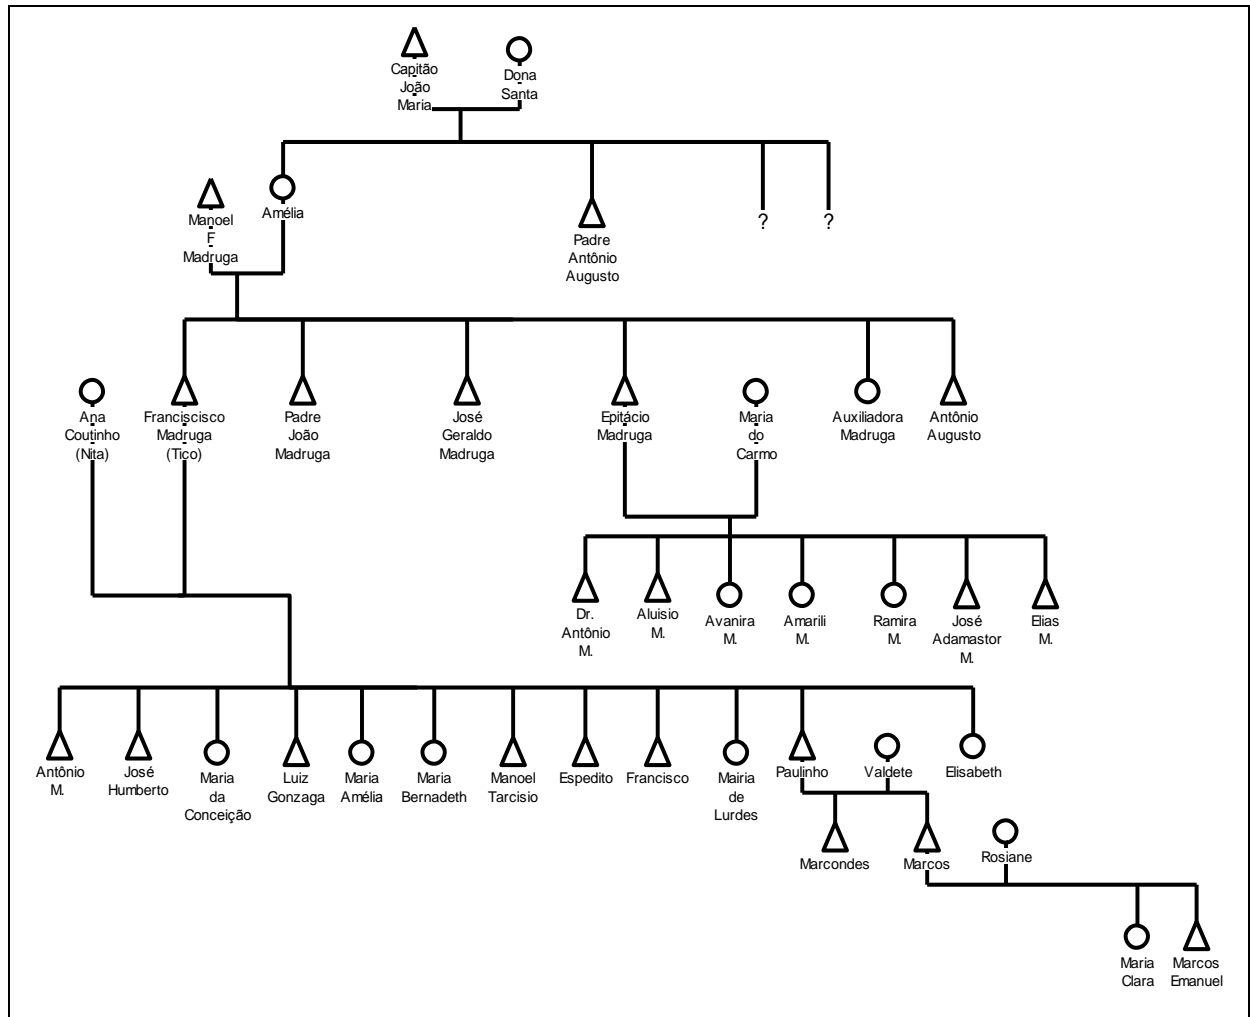 Capitão
João
Maria
Dona
Santa
Manoel
F
Madruga
Amélia
Padre
Antônio
Augusto
?
?
Ana
Coutinho
(Nita)
Franciscisco
Madruga
(Tico)
Padre
João
Madruga
José
Geraldo
Madruga
Epitácio
Madruga
Maria
do
Carmo
Auxiliadora
Madruga
Antônio
Augusto
Dr.
Antônio
M.
Aluisio
M.
Avanira
M.
Amarili
M.
Ramira
M.
José
Adamastor
M.
Elias
M.
Antônio
M.
José
Humberto
Maria
da
Conceição
Luiz
Gonzaga
Maria
Amélia
Maria
Bernadeth
Manoel
Tarcisio
Espedito
Francisco
Mairia
de
Lurdes
Paulinho
Valdete
Elisabeth
Marcondes
Marcos
Rosiane
Maria
Clara
Marcos
Emanuel